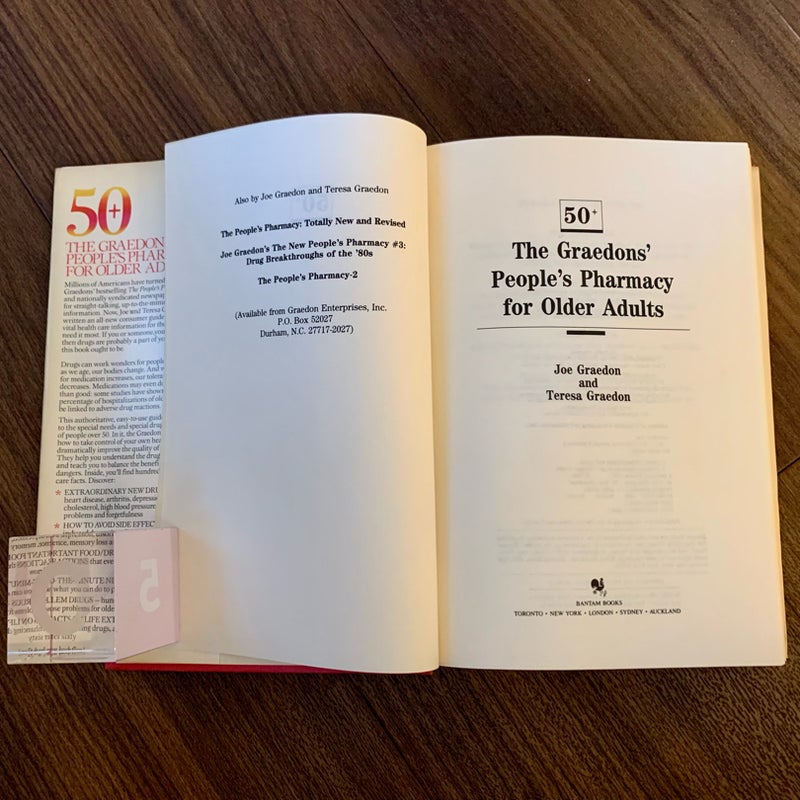 50+
THE GRAEDON
PEOPLE'S PHAR
FOR OLDER AD
Millions of Americans have turned
Graedons' bestselling The People's P
and nationally syndicated newspap
for straight-talking, up-to-the-minu
information. Now, Joe and Teresa G
written an all-new consumer guide
vital health care information for th
need it most. If you or someone you
then drugs are probably a part of yo
this book ought to be.
Drugs can work wonders for people
as we age, our bodies change. And w
for medication increases, our tolera
decreases. Medications may even do
than good: some studies have shown
percentage of hospitalizations of old
be linked to adverse drug reactions.
This authoritative, easy-to-use guid
to the special needs and special drug
of people over 50. In it, the Graedon
how to take control of your own hea
dramatically improve the quality of
They help you understand the drug
and teach you to balance the benefi
dangers. Inside, you'll find hundred
care facts. Discover:
* EXTRAORDINARY NEW DRU
heart disease, arthritis, depressi
cholesterol, high blood pressure
problems and forgetfulness
* HOW TO AVOID SIDE EFFEC
5
Also by Joe Graedon and Teresa Graedon
The People's Pharmacy: Totally New and Revised
Joe Graedon's The New People's Pharmacy #3:
Drug Breakthroughs of the '80s
The People's Pharmacy-2
(Available from Graedon Enterprises, Inc.
P.O. Box 52027
Durham, N.C. 27717-2027)
50+
The Graedons'
People's Pharmacy
for Older Adults
Joe Graedon
and
Teresa Graedon
BANTAM BOOKS
TORONTO • NEW YORK • LONDON • SYDNEY • AUCKLAND